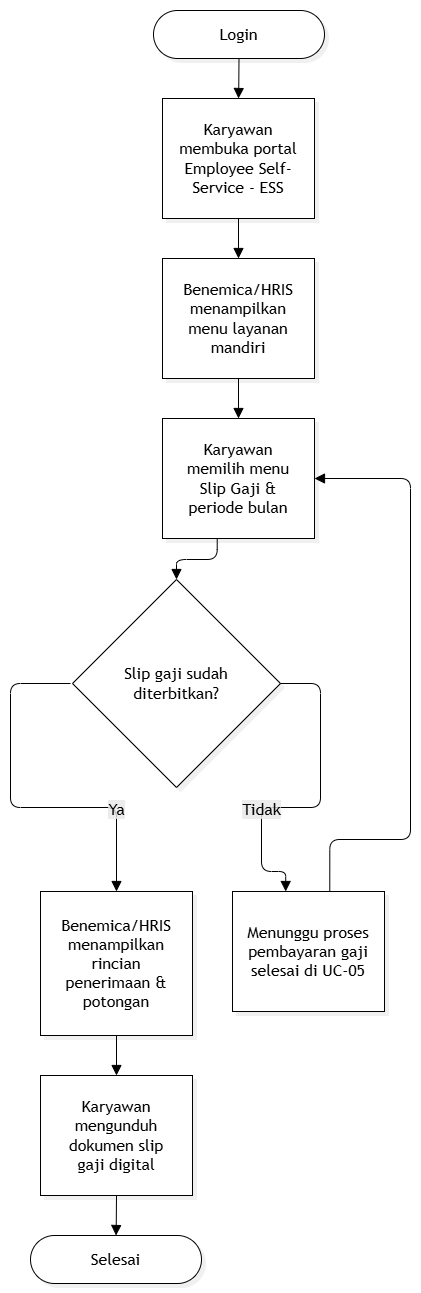 Login
Karyawan
membuka portal
Employee Self-
Service - ESS
Benemica/HRIS
menampilkan
menu layanan
mandiri
Karyawan
memilih menu
Slip Gaji &
periode bulan
Slip gaji sudah
diterbitkan?
Ya
Tidak
Benemica/HRIS
menampilkan
rincian
penerimaan &
potongan
Menunggu proses
pembayaran gaji
selesai di UC-05
Karyawan
mengunduh
dokumen slip
gaji digital
Selesai